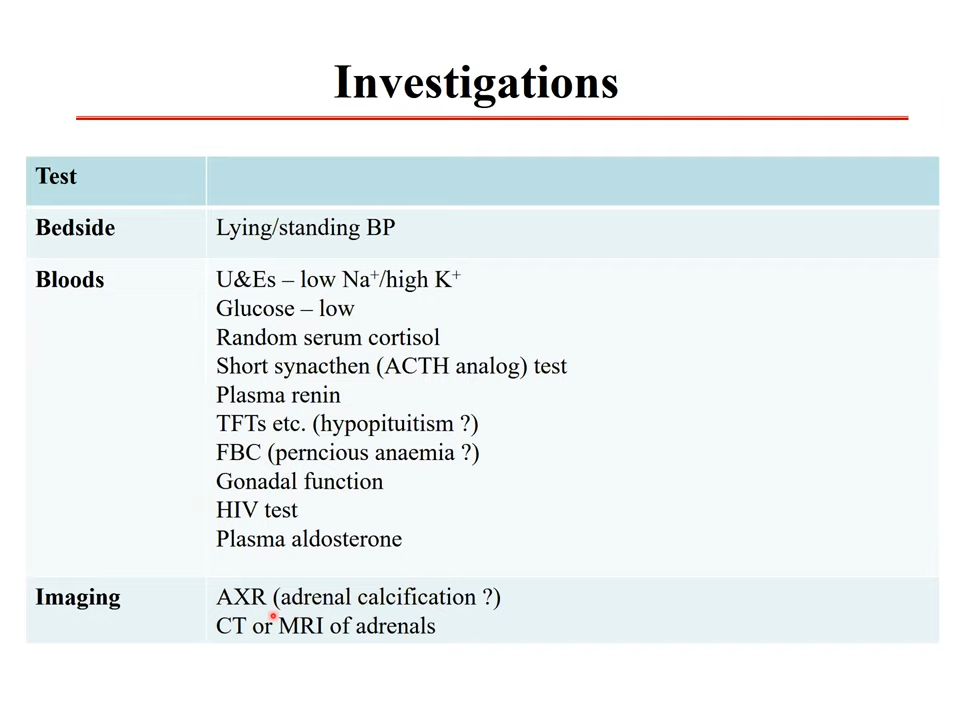 Investigations
Test
Bedside
Lying/standing BP
Bloods
U&Es – low Na⁺/high K⁺
Glucose – low
Random serum cortisol
Short synacthen (ACTH analog) test
Plasma renin
TFTs etc. (hypopituitism ?)
FBC (perncious anaemia ?)
Gonadal function
HIV test
Plasma aldosterone
Imaging
AXR (adrenal calcification ?)
CT or MRI of adrenals